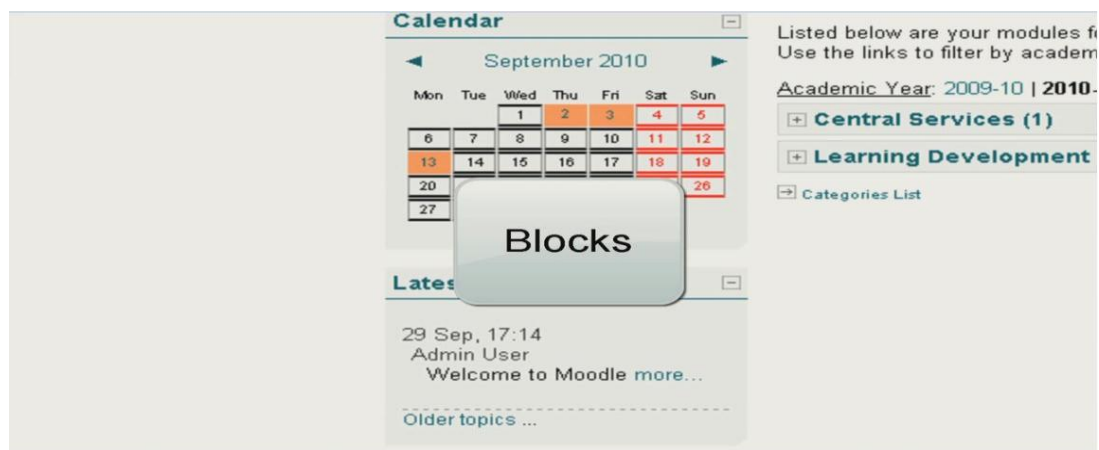 Calendar
◄ September 2010 ►
Mon Tue Wed Thu Fri Sat Sun
1 2 3 4 5
6 7 8 9 10 11 12
13 14 15 16 17 18 19
20 26
27
Blocks
29 Sep, 17:14
Admin User
Welcome to Moodle more...
Older topics ...
Listed below are your modules
Use the links to filter by
Academic Year: 2009-10 | 2010-
Central Services (1)
Learning Development
Categories List